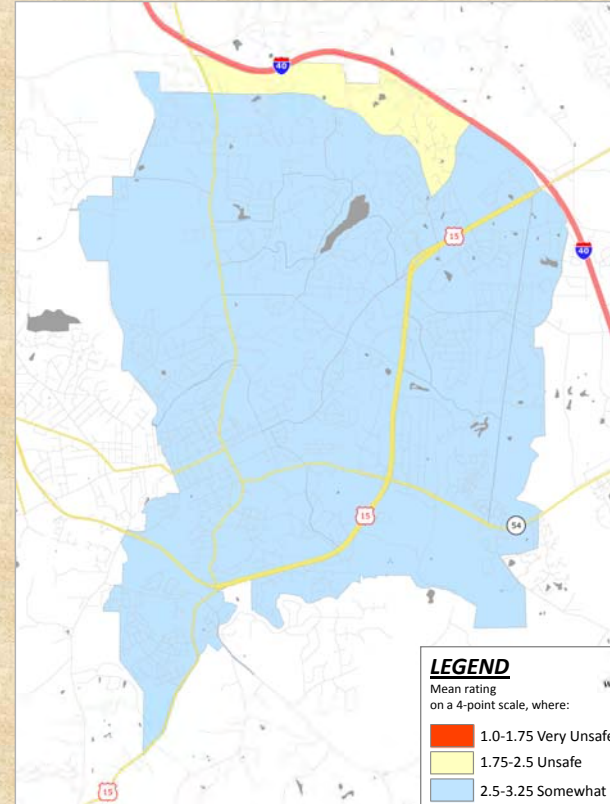 40
15
40
15
54
15
LEGEND
Mean rating
on a 4-point scale, where:
1.0-1.75 Very Unsafe
1.75-2.5 Unsafe
2.5-3.25 Somewhat